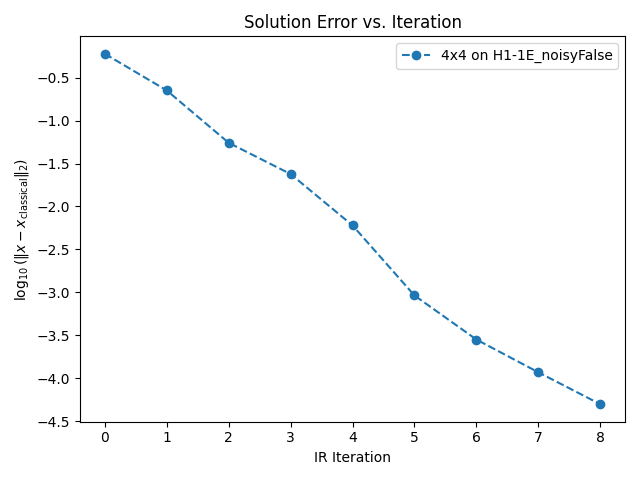 Solution Error vs. Iteration
4x4 on H1-1E_noisyFalse
−0.5
−1.0
−1.5
−2.0
−2.5
−3.0
−3.5
−4.0
−4.5
log₁₀(‖x − x_classical‖₂)
0 1 2 3 4 5 6 7 8
IR Iteration